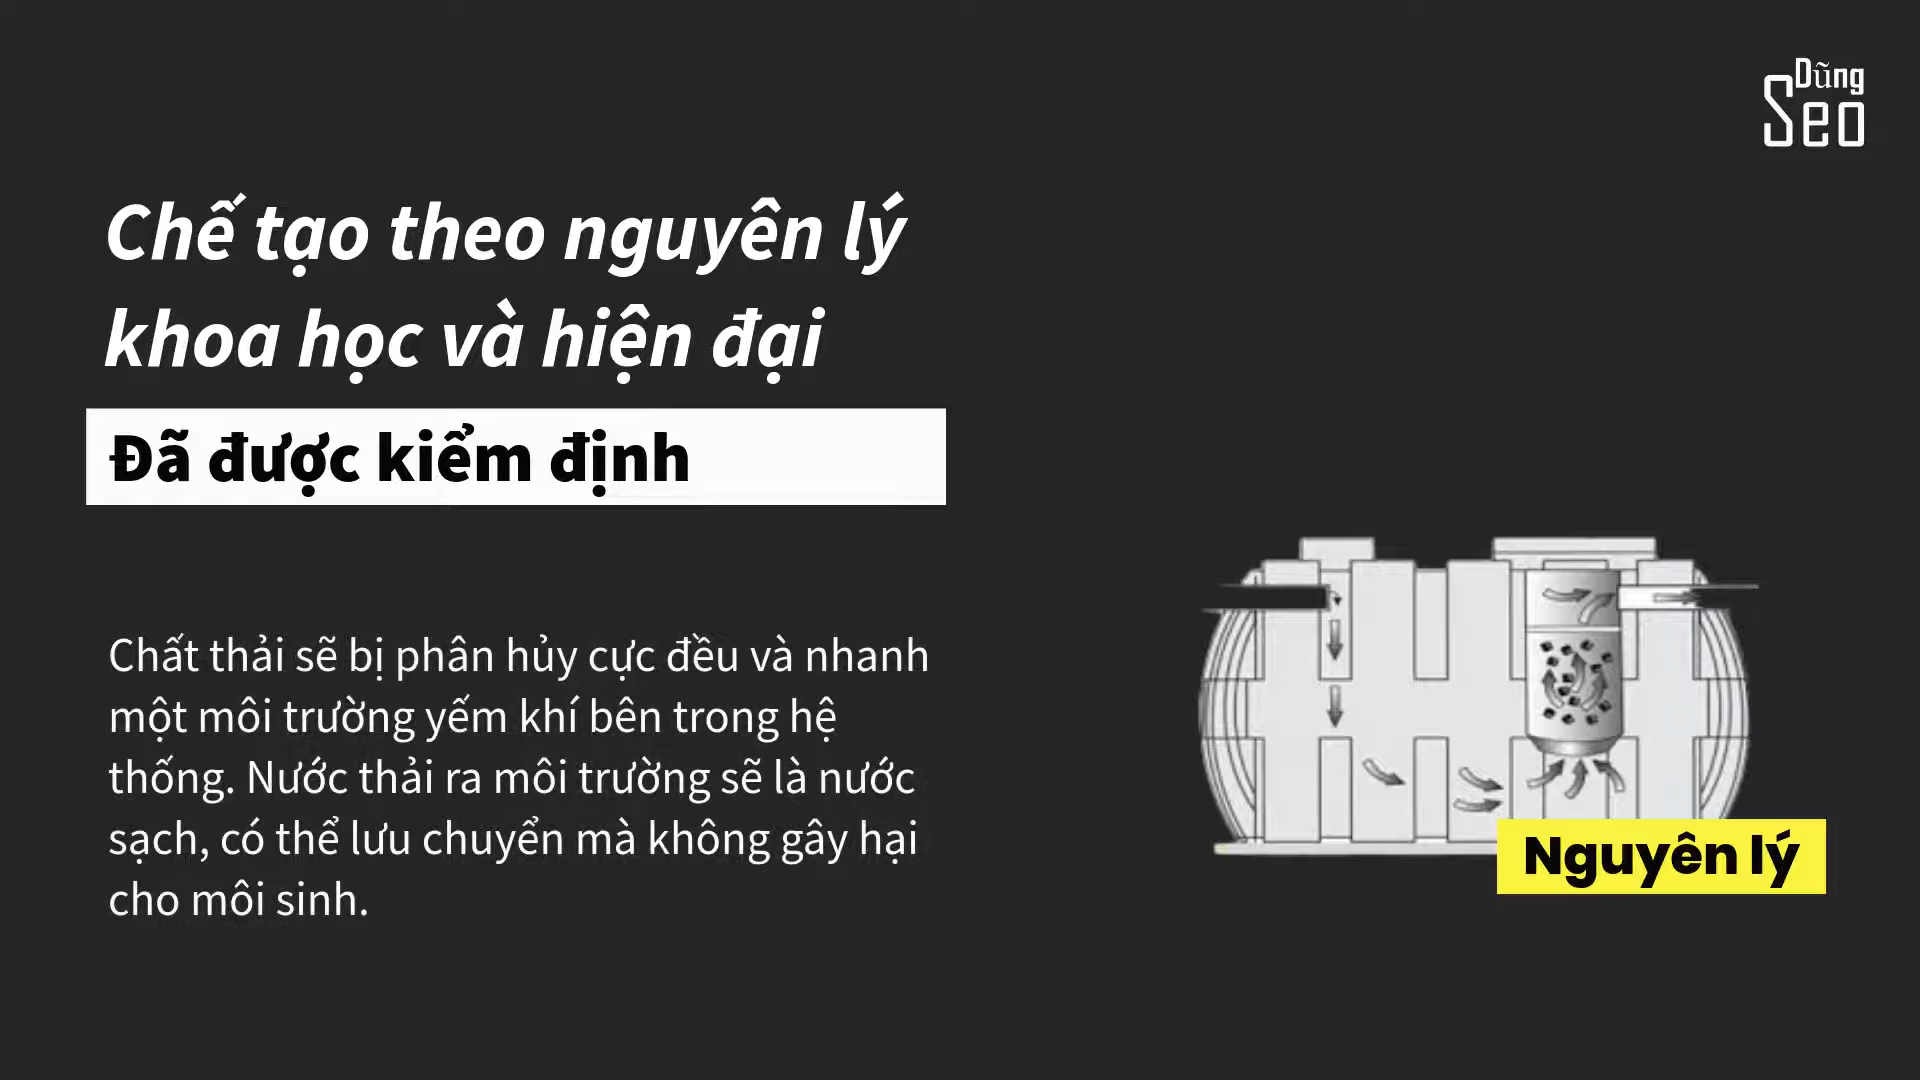 Dũng
Seo
Chế tạo theo nguyên lý
khoa học và hiện đại
Đã được kiểm định
Chất thải sẽ bị phân hủy cực đều và nhanh
một môi trường yếm khí bên trong hệ
thống. Nước thải ra môi trường sẽ là nước
sạch, có thể lưu chuyển mà không gây hại
cho môi sinh.
Nguyên lý